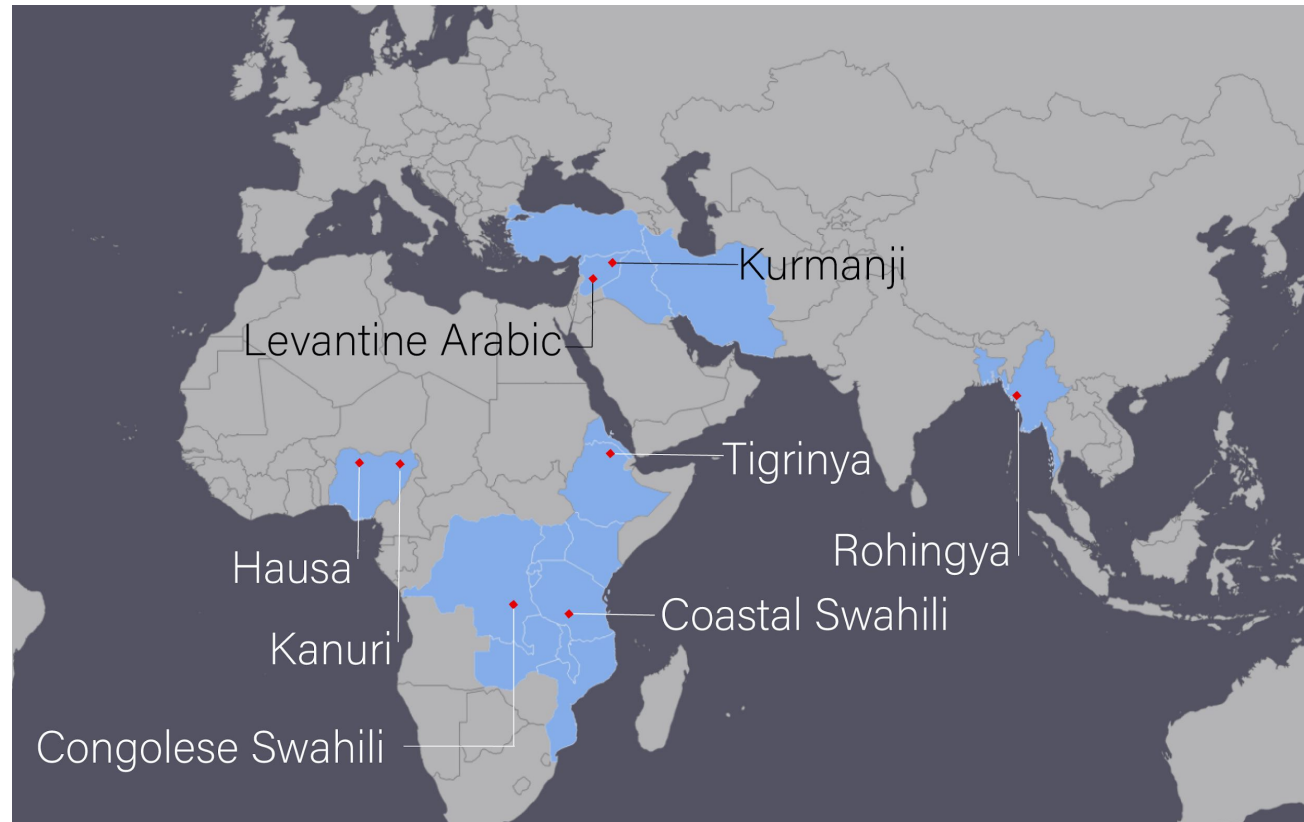 Kurmanji
Levantine Arabic
Tigrinya
Rohingya
Hausa
Coastal Swahili
Kanuri
Congolese Swahili